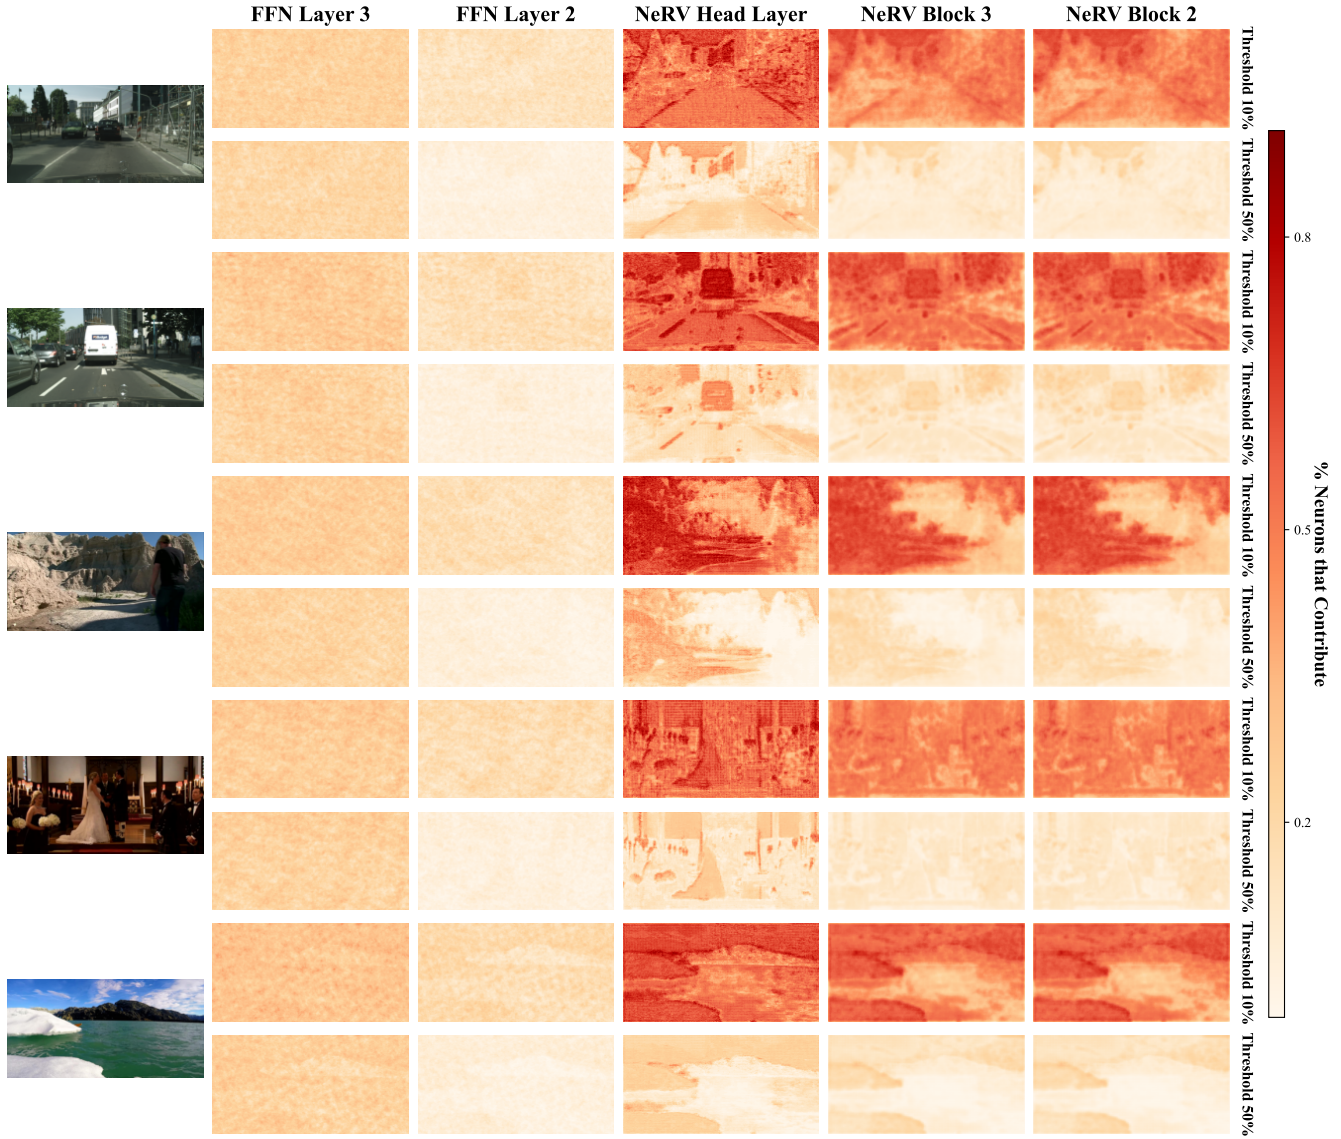 FFN Layer 3
FFN Layer 2
NeRV Head Layer
NeRV Block 3
NeRV Block 2
Threshold 10%
Threshold 50%
Threshold 10%
Threshold 50%
Threshold 10%
Threshold 50%
Threshold 10%
Threshold 50%
Threshold 10%
Threshold 50%
0.8
0.5
0.2
% Neurons that Contribute